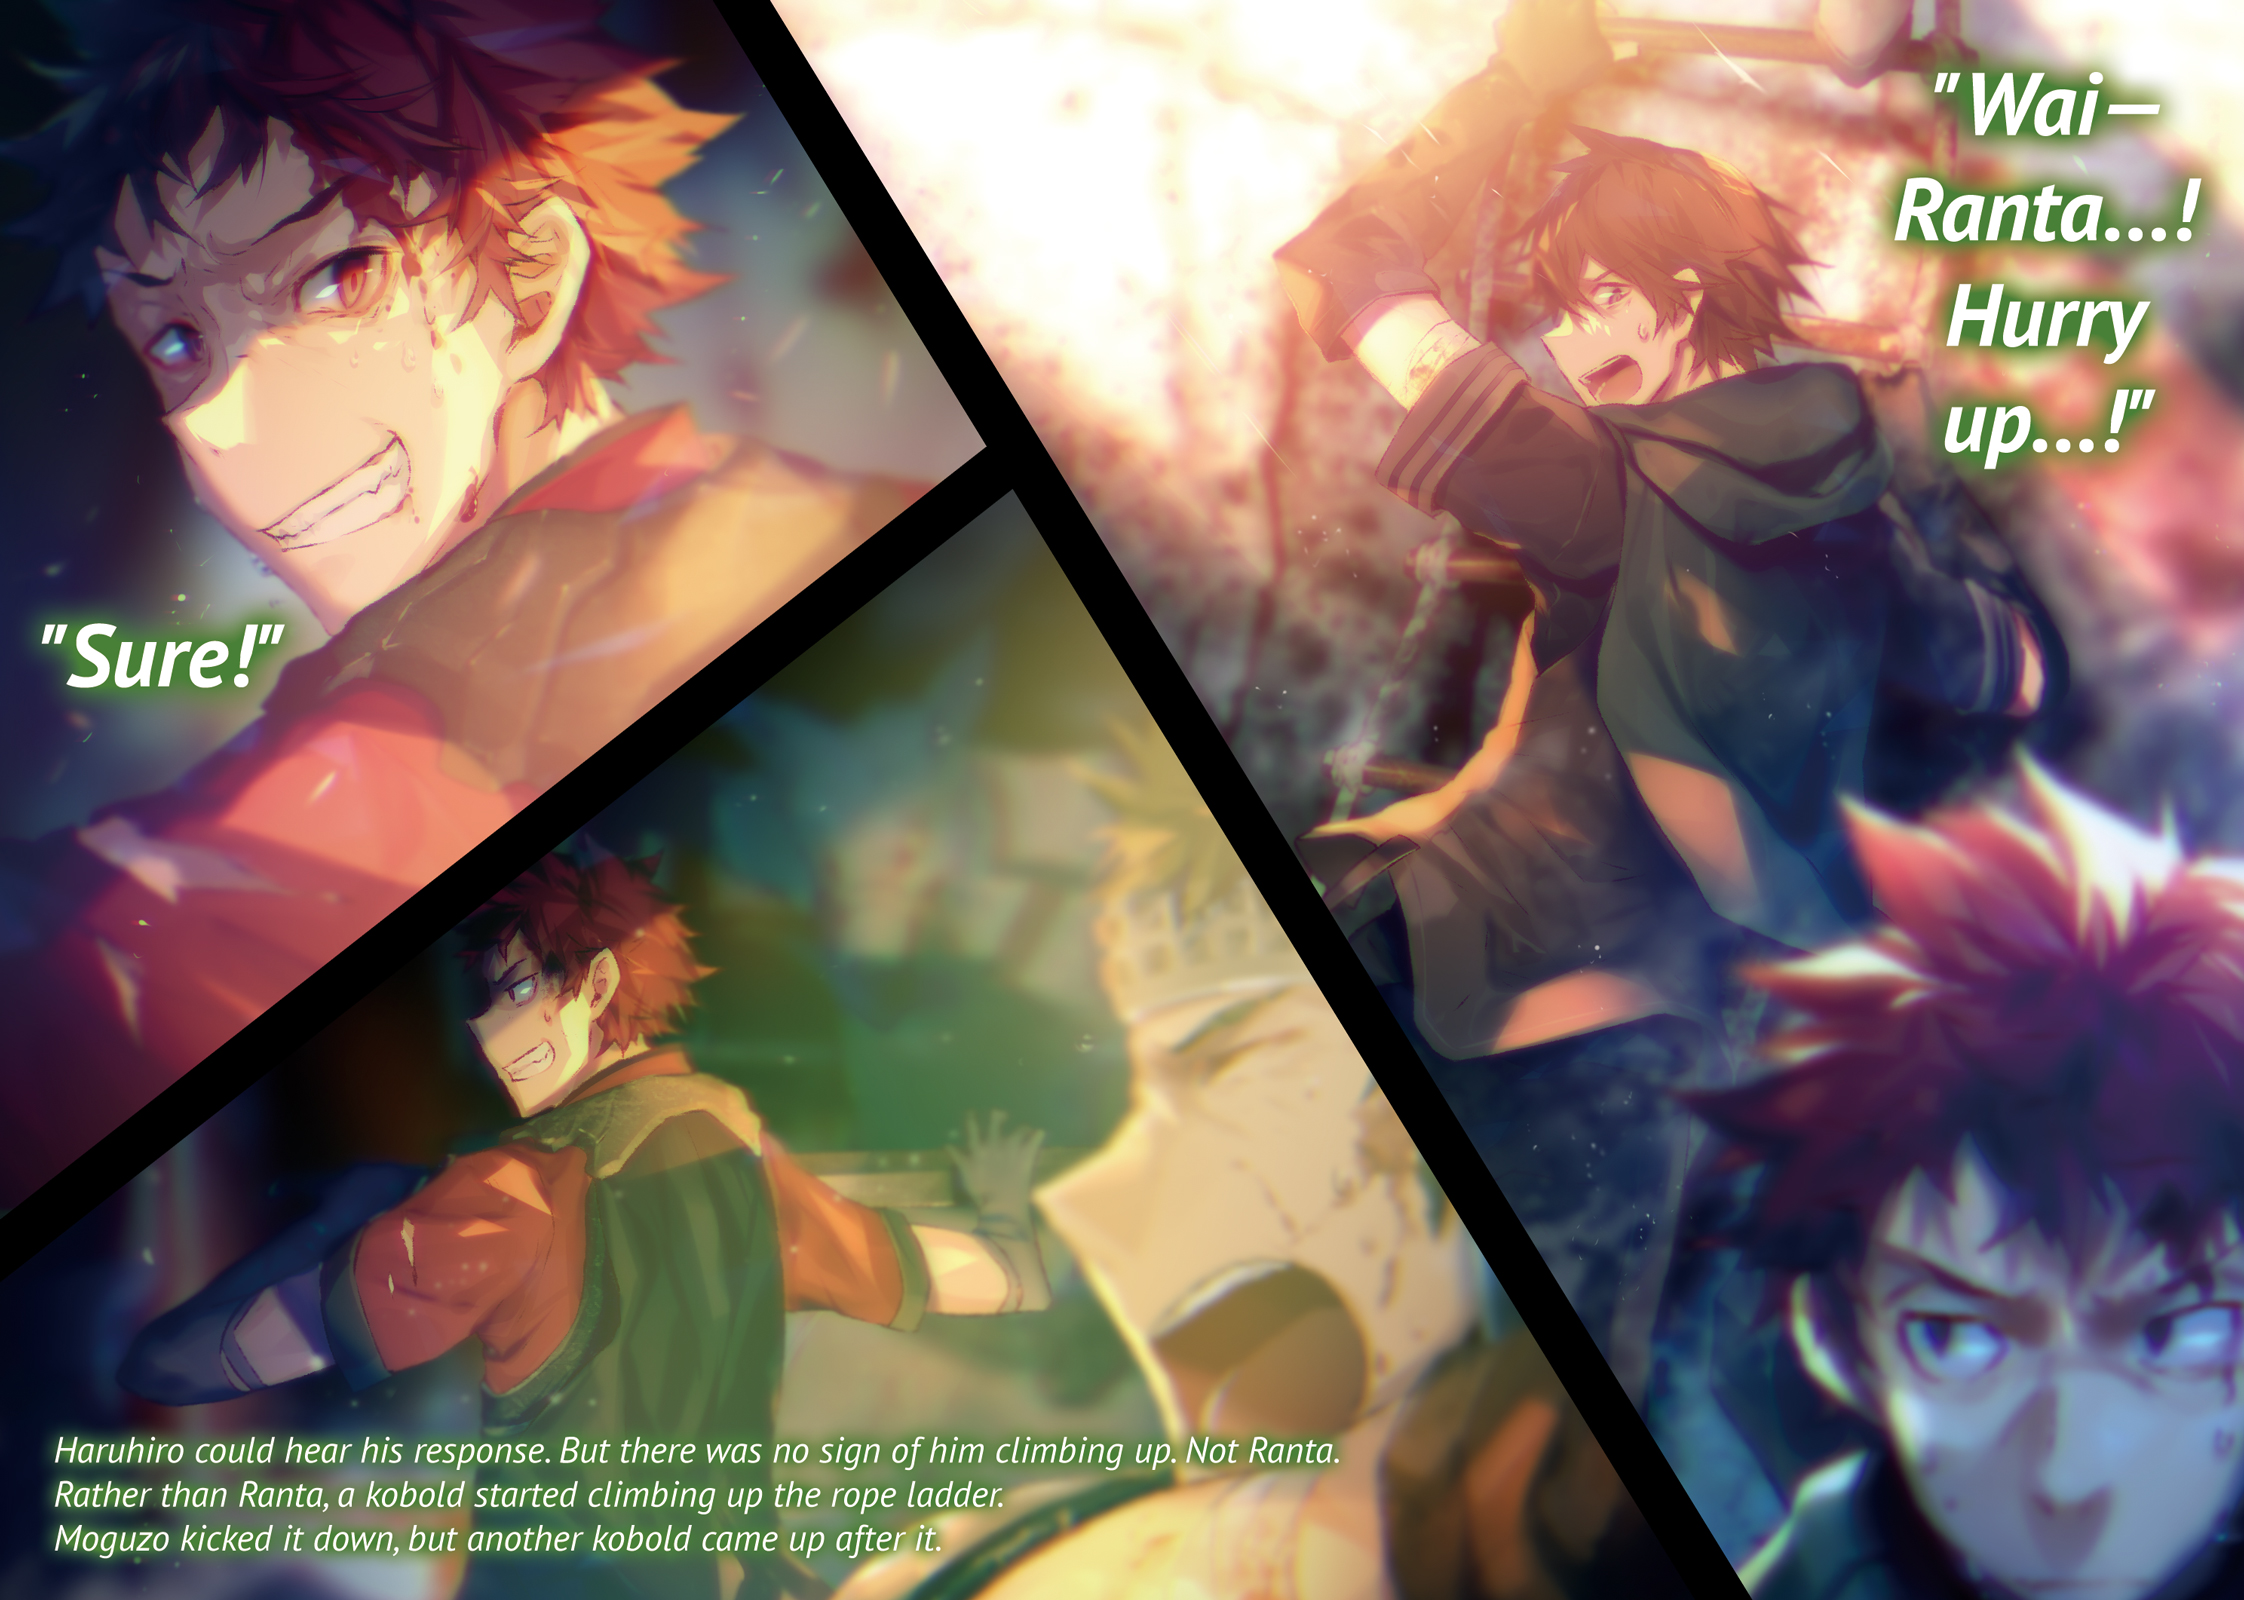 "Wai—
Ranta...!
Hurry
up...!"
"Sure!"
Haruhiro could hear his response. But there was no sign of him climbing up. Not Ranta.
Rather than Ranta, a kobold started climbing up the rope ladder.
Moguzo kicked it down, but another kobold came up after it.